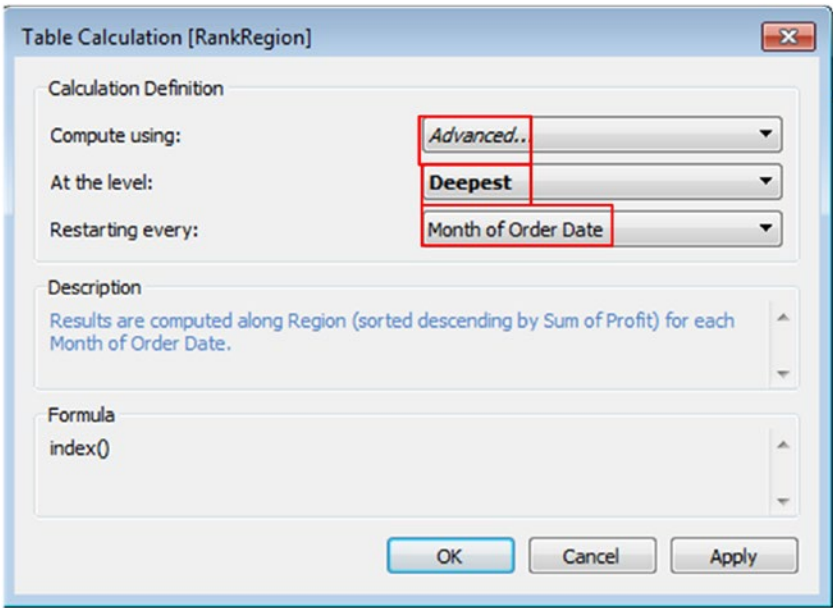 Table Calculation [RankRegion]
Calculation Definition
Compute using:
Advanced...
At the level:
Deepest
Restarting every:
Month of Order Date
Description
Results are computed along Region (sorted descending by Sum of Profit) for each
Month of Order Date.
Formula
index()
OK
Cancel
Apply